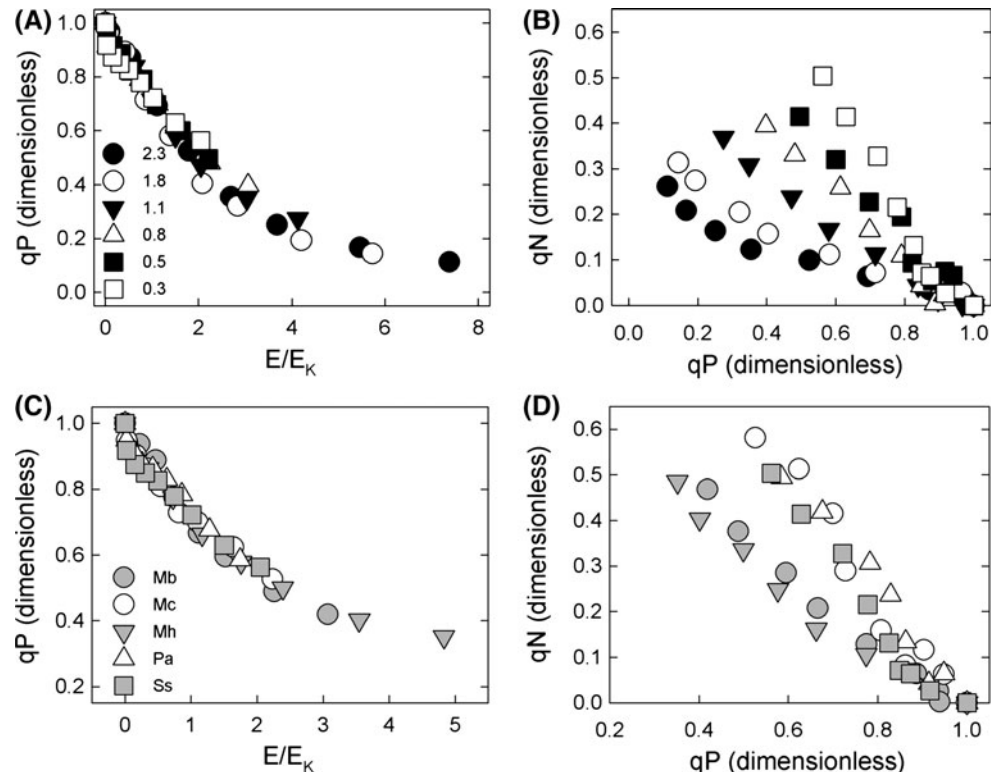 (A)
qP (dimensionless)
1.0
0.8
0.6
0.4
0.2
0.0
2.3
1.8
1.1
0.8
0.5
0.3
0 2 4 6 8
E/E_K
(B)
qN (dimensionless)
0.6
0.5
0.4
0.3
0.2
0.1
0.0
0.0 0.2 0.4 0.6 0.8 1.0
qP (dimensionless)
(C)
qP (dimensionless)
1.0
0.8
0.6
0.4
0.2
Mb
Mc
Mh
Pa
Ss
0 1 2 3 4 5
E/E_K
(D)
qN (dimensionless)
0.6
0.5
0.4
0.3
0.2
0.1
0.0
0.2 0.4 0.6 0.8 1.0
qP (dimensionless)